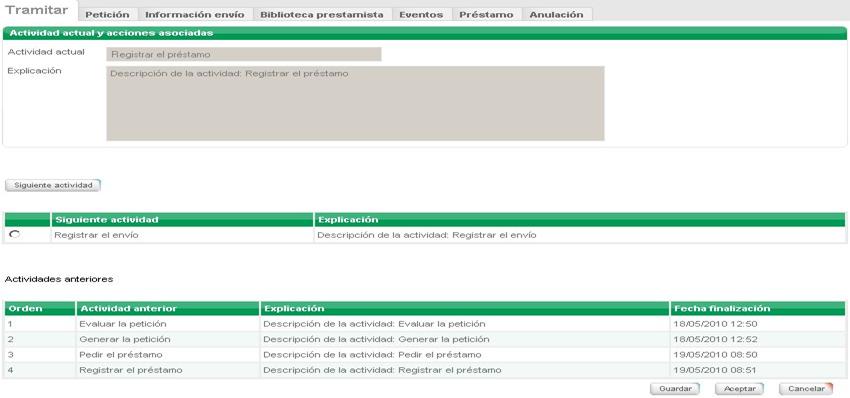 Tramitar Petición Información envío Biblioteca prestamista Eventos Préstamo Anulación
Actividad actual y acciones asociadas
Actividad actual Registrar el préstamo
Explicación Descripción de la actividad: Registrar el préstamo
Siguiente actividad
Siguiente actividad Explicación
Registrar el envío Descripción de la actividad: Registrar el envío
Actividades anteriores
Orden Actividad anterior Explicación Fecha finalización
1 Evaluar la petición Descripción de la actividad: Evaluar la petición 18/05/2010 12:50
2 Generar la petición Descripción de la actividad: Generar la petición 18/05/2010 12:52
3 Pedir el préstamo Descripción de la actividad: Pedir el préstamo 19/05/2010 08:50
4 Registrar el préstamo Descripción de la actividad: Registrar el préstamo 19/05/2010 08:51
Guardar Aceptar Cancelar